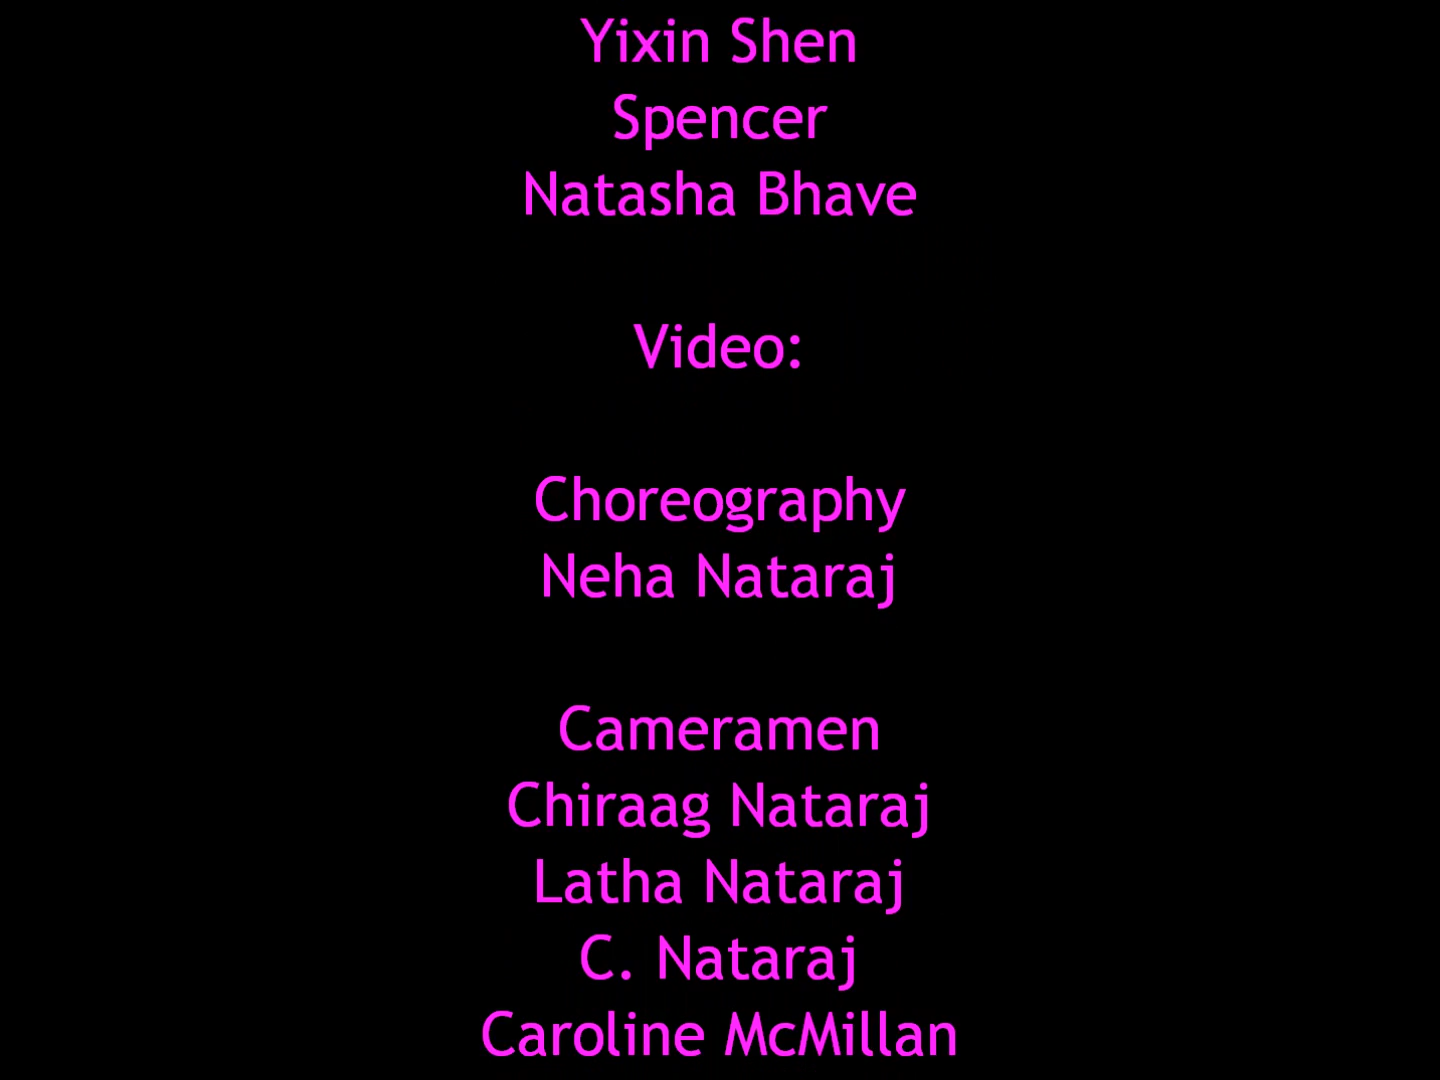 Yixin Shen
Spencer
Natasha Bhave
Video:
Choreography
Neha Nataraj
Cameramen
Chiraag Nataraj
Latha Nataraj
C. Nataraj
Caroline McMillan